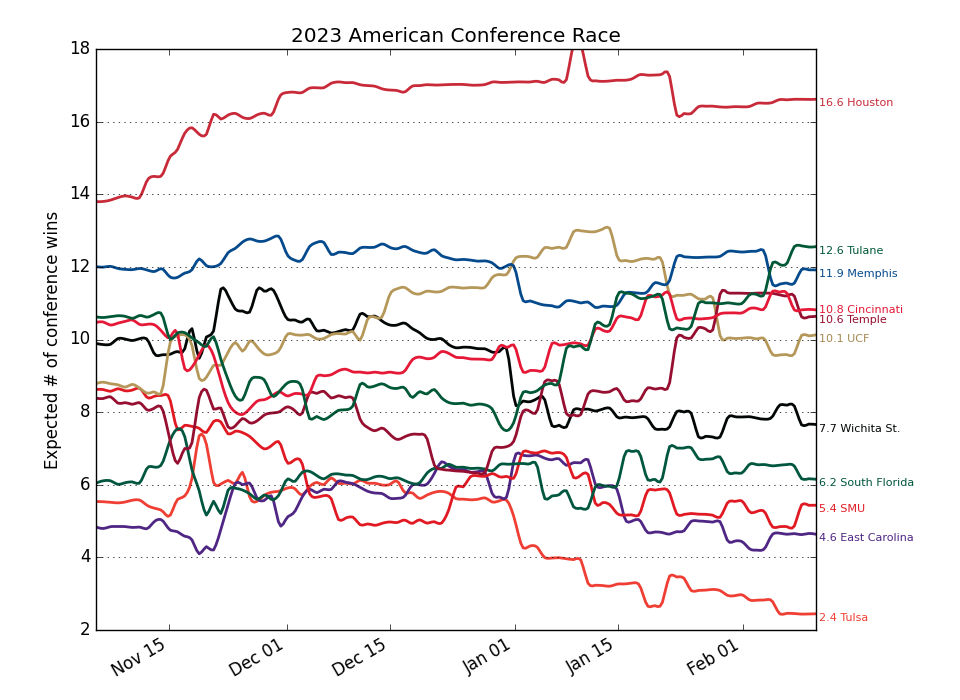 2023 American Conference Race
Expected # of conference wins
18
16
14
12
10
8
6
4
2
16.6 Houston
12.6 Tulane
11.9 Memphis
10.8 Cincinnati
10.6 Temple
10.1 UCF
7.7 Wichita St.
6.2 South Florida
5.4 SMU
4.6 East Carolina
2.4 Tulsa
Nov 15
Dec 01
Dec 15
Jan 01
Jan 15
Feb 01